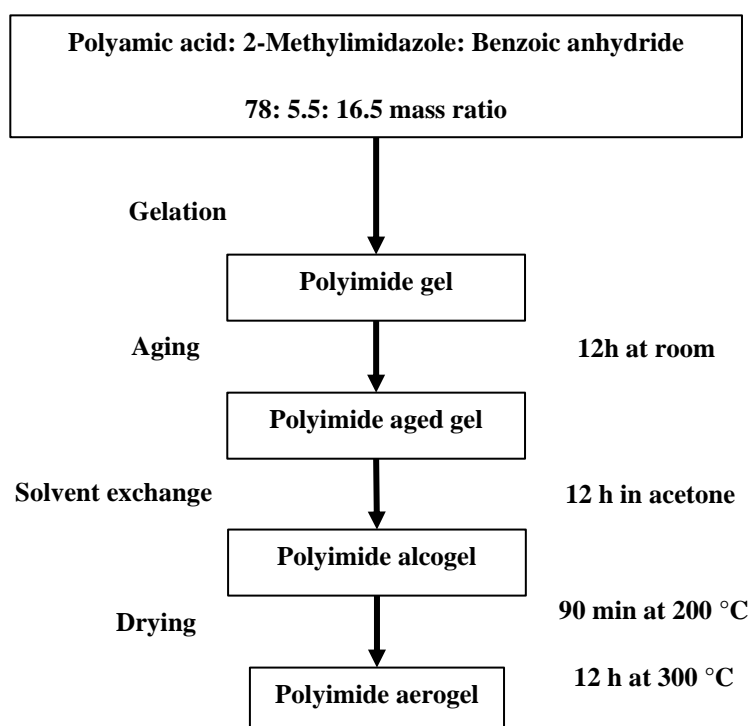 Polyamic acid: 2-Methylimidazole: Benzoic anhydride
78: 5.5: 16.5 mass ratio
Gelation
Polyimide gel
Aging
12h at room
Polyimide aged gel
Solvent exchange
12 h in acetone
Polyimide alcogel
90 min at 200 °C
Drying
12 h at 300 °C
Polyimide aerogel